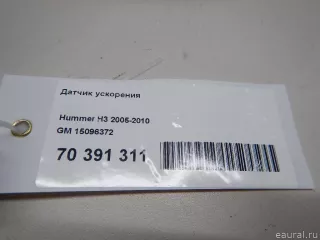 Датчик ускорения
Hummer H3 2005-2010
GM 15096372
70 391 311
eaural.ru